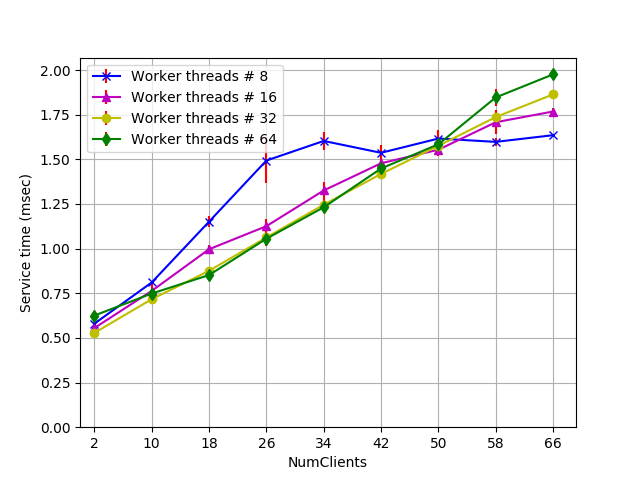 Worker threads # 8
Worker threads # 16
Worker threads # 32
Worker threads # 64
Service time (msec)
2.00
1.75
1.50
1.25
1.00
0.75
0.50
0.25
0.00
2 10 18 26 34 42 50 58 66
NumClients